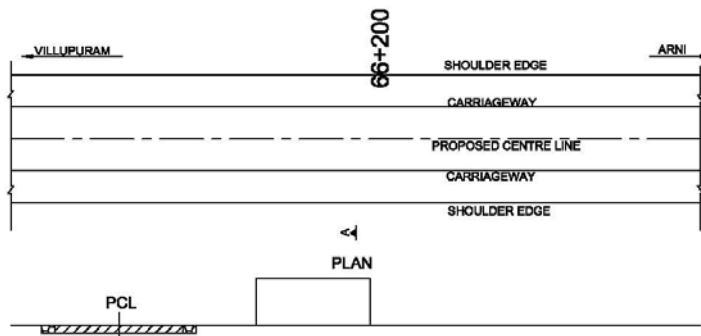 VILLUPURAM
66+200
ARNI
SHOULDER EDGE
CARRIAGEWAY
PROPOSED CENTRE LINE
CARRIAGEWAY
SHOULDER EDGE
A
PLAN
PCL